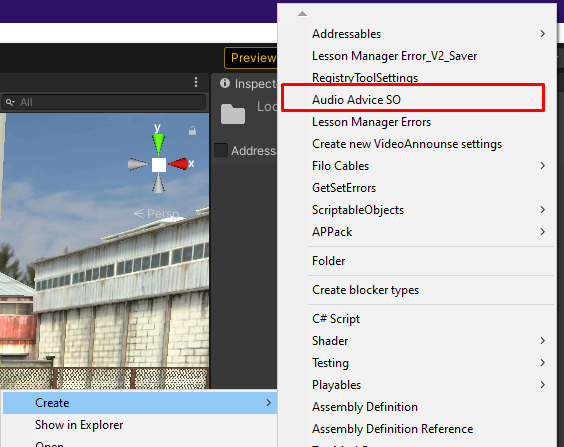 Preview
Addressables
Lesson Manager Error_V2_Saver
RegistryToolSettings
Audio Advice SO
Lesson Manager Errors
Create new VideoAnnounse settings
Filo Cables
GetSetErrors
ScriptableObjects
APPack
Folder
Create blocker types
C# Script
Shader
Testing
Playables
Assembly Definition
Assembly Definition Reference
Inspecto
Loc
Addressa
All
y
x
Persp
Create
Show in Explorer
Open